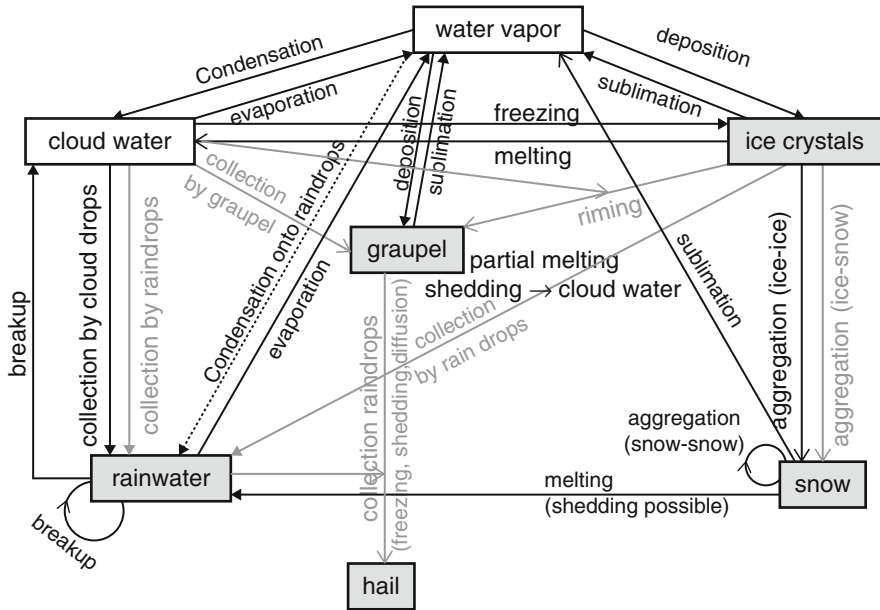 water vapor
Condensation
deposition
evaporation
sublimation
cloud water
freezing
ice crystals
melting
collection
by graupel
deposition
sublimation
riming
graupel
partial melting
shedding → cloud water
Condensation onto raindrops
evaporation
sublimation
breakup
collection by cloud drops
collection by raindrops
collection raindrops
(freezing, shedding,diffusion)
collection
by rain drops
aggregation (ice-ice)
aggregation (ice-snow)
aggregation
(snow-snow)
rainwater
melting
(shedding possible)
snow
breakup
hail